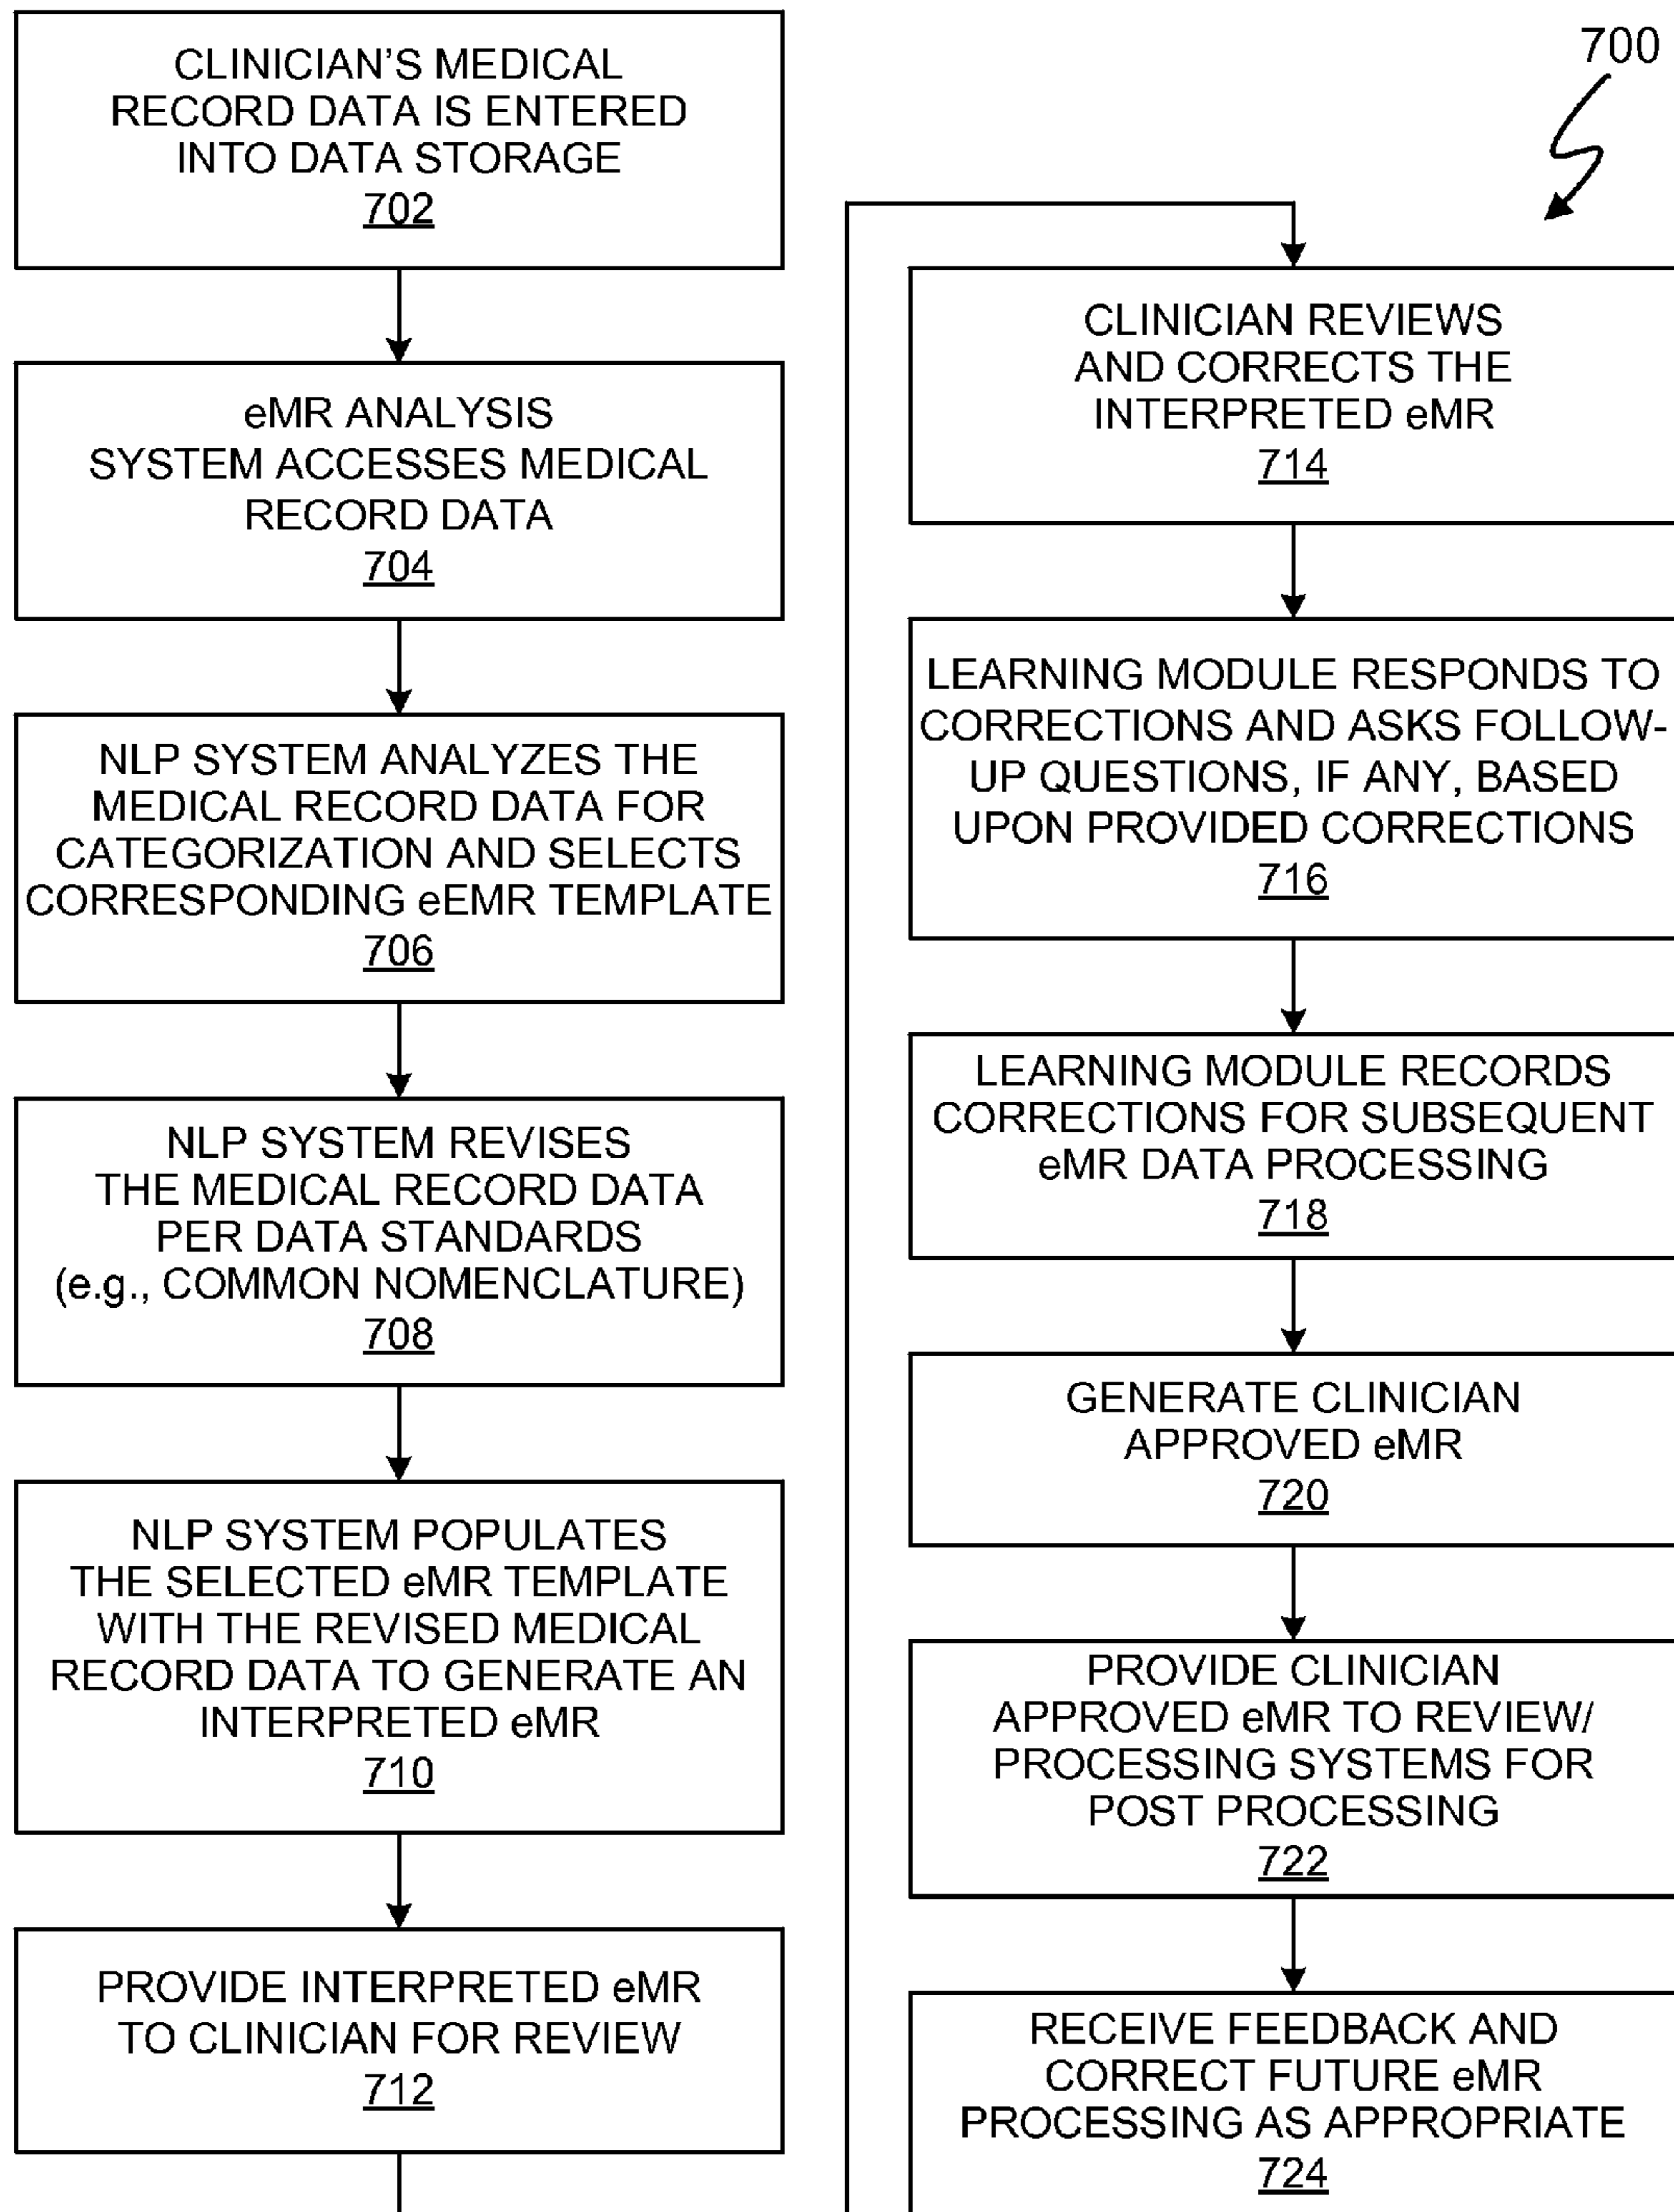 CLINICIAN'S MEDICAL
RECORD DATA IS ENTERED
INTO DATA STORAGE
702
eMR ANALYSIS
SYSTEM ACCESSES MEDICAL
RECORD DATA
704
NLP SYSTEM ANALYZES THE
MEDICAL RECORD DATA FOR
CATEGORIZATION AND SELECTS
CORRESPONDING eEMR TEMPLATE
706
NLP SYSTEM REVISES
THE MEDICAL RECORD DATA
PER DATA STANDARDS
(e.g., COMMON NOMENCLATURE)
708
NLP SYSTEM POPULATES
THE SELECTED eMR TEMPLATE
WITH THE REVISED MEDICAL
RECORD DATA TO GENERATE AN
INTERPRETED eMR
710
PROVIDE INTERPRETED eMR
TO CLINICIAN FOR REVIEW
712
700
CLINICIAN REVIEWS
AND CORRECTS THE
INTERPRETED eMR
714
LEARNING MODULE RESPONDS TO
CORRECTIONS AND ASKS FOLLOW-
UP QUESTIONS, IF ANY, BASED
UPON PROVIDED CORRECTIONS
716
LEARNING MODULE RECORDS
CORRECTIONS FOR SUBSEQUENT
eMR DATA PROCESSING
718
GENERATE CLINICIAN
APPROVED eMR
720
PROVIDE CLINICIAN
APPROVED eMR TO REVIEW/
PROCESSING SYSTEMS FOR
POST PROCESSING
722
RECEIVE FEEDBACK AND
CORRECT FUTURE eMR
PROCESSING AS APPROPRIATE
724